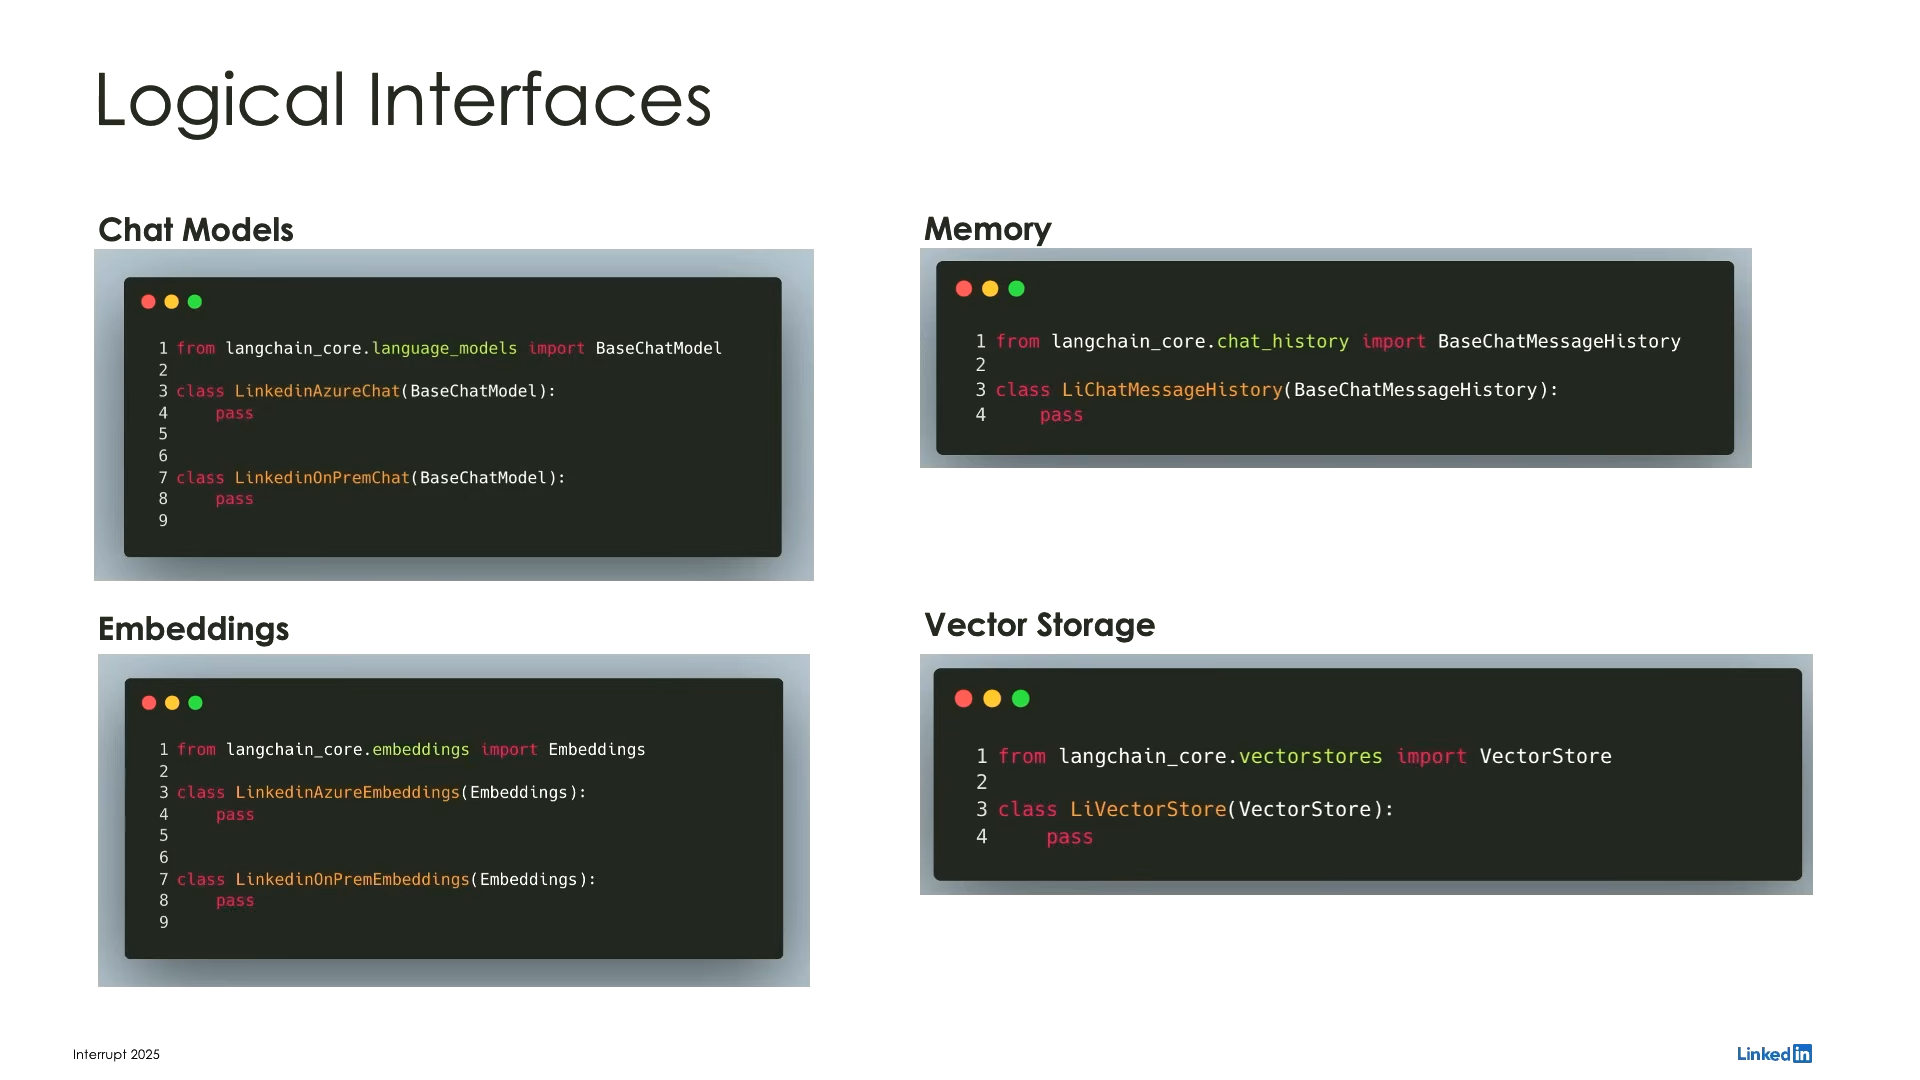 Logical Interfaces
Chat Models
1 from langchain_core.language_models import BaseChatModel
2
3 class LinkedinAzureChat(BaseChatModel):
4     pass
5
6
7 class LinkedinOnPremChat(BaseChatModel):
8     pass
9
Memory
1 from langchain_core.chat_history import BaseChatMessageHistory
2
3 class LiChatMessageHistory(BaseChatMessageHistory):
4     pass
Embeddings
1 from langchain_core.embeddings import Embeddings
2
3 class LinkedinAzureEmbeddings(Embeddings):
4     pass
5
6
7 class LinkedinOnPremEmbeddings(Embeddings):
8     pass
9
Vector Storage
1 from langchain_core.vectorstores import VectorStore
2
3 class LiVectorStore(VectorStore):
4     pass
Interrupt 2025
Linked in